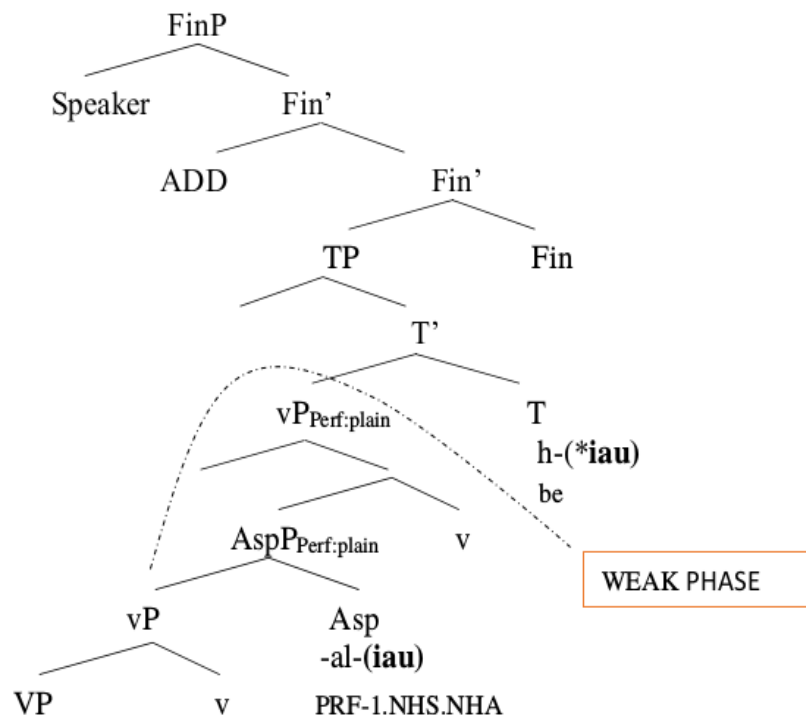 FinP
Speaker Fin’
ADD Fin’
TP Fin
T’
vPPerf:plain T
h-(*iau)
be
AspPPerf:plain v
WEAK PHASE
vP Asp
-al-(iau)
VP v PRF-1.NHS.NHA